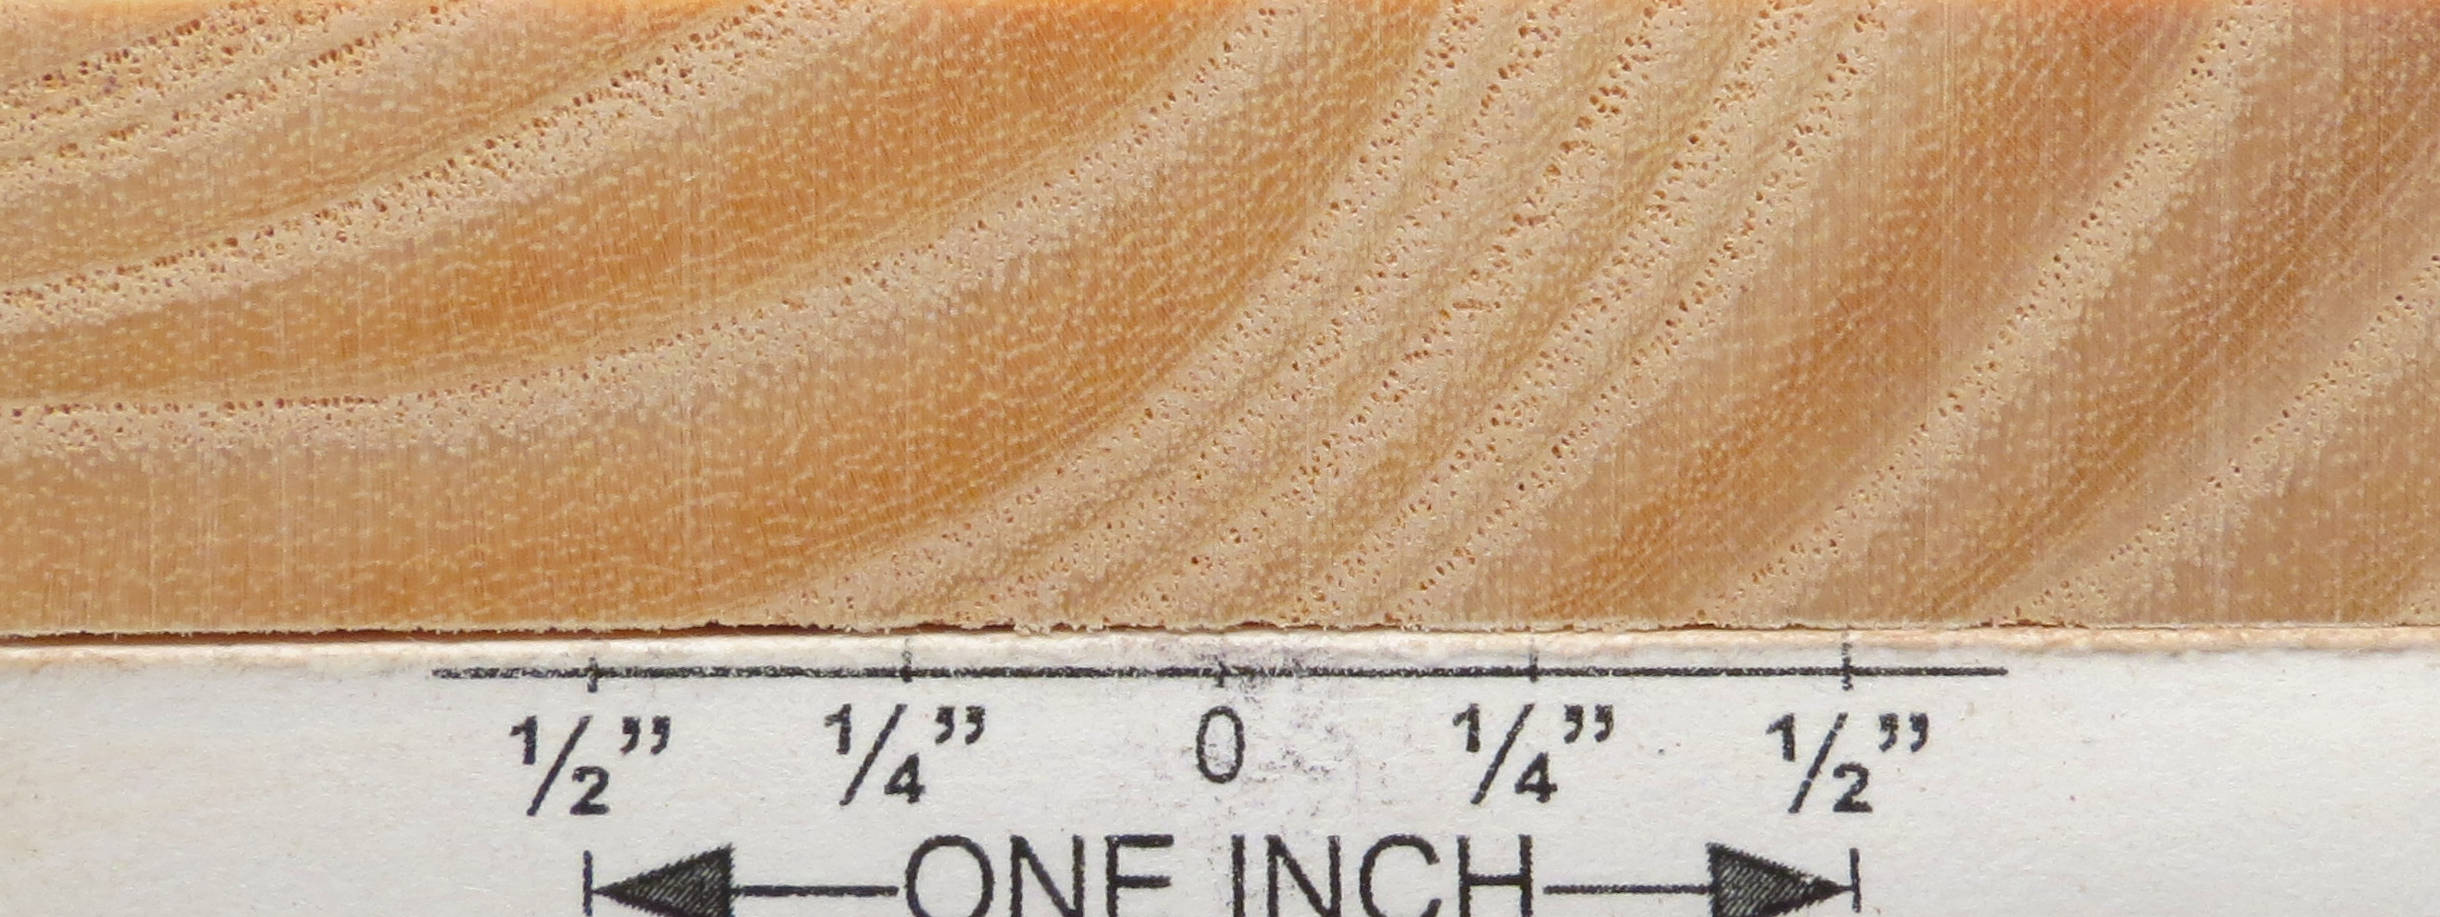 1/2” 1/4” 0 1/4” 1/2”
ONE INCH